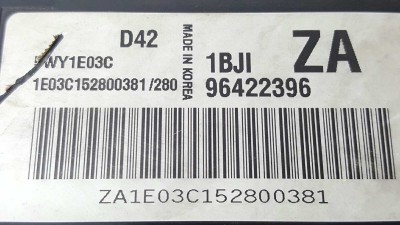 D42
WY1E03C
1E03C152800381/280
MADE IN KOREA
1BJI
ZA
96422396
ZA1E03C152800381